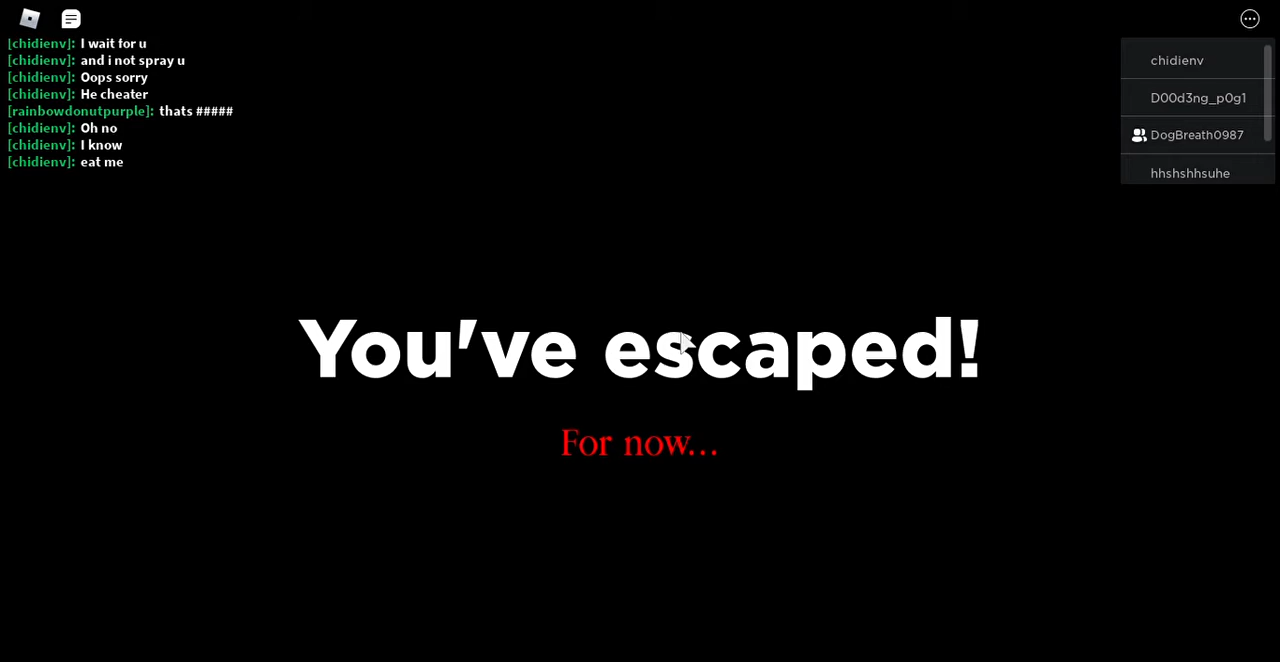 [chidienv]: I wait for u
[chidienv]: and i not spray u
[chidienv]: Oops sorry
[chidienv]: He cheater
[rainbowdonutpurple]: thats #####
[chidienv]: Oh no
[chidienv]: I know
[chidienv]: eat me
chidienv
D00d3ng_p0g1
DogBreath0987
hhshshhsuhe
You've escaped!
For now...